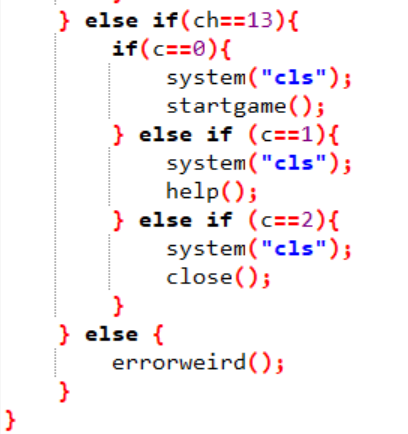 } else if(ch==13){
if(c==0){
system("cls");
startgame();
} else if (c==1){
system("cls");
help();
} else if (c==2){
system("cls");
close();
}
} else {
errorweird();
}
}